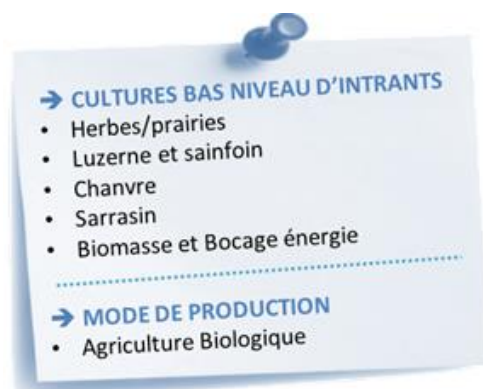 → CULTURES BAS NIVEAU D'INTRANTS
• Herbes/prairies
• Luzerne et sainfoin
• Chanvre
• Sarrasin
• Biomasse et Bocage énergie
→ MODE DE PRODUCTION
• Agriculture Biologique